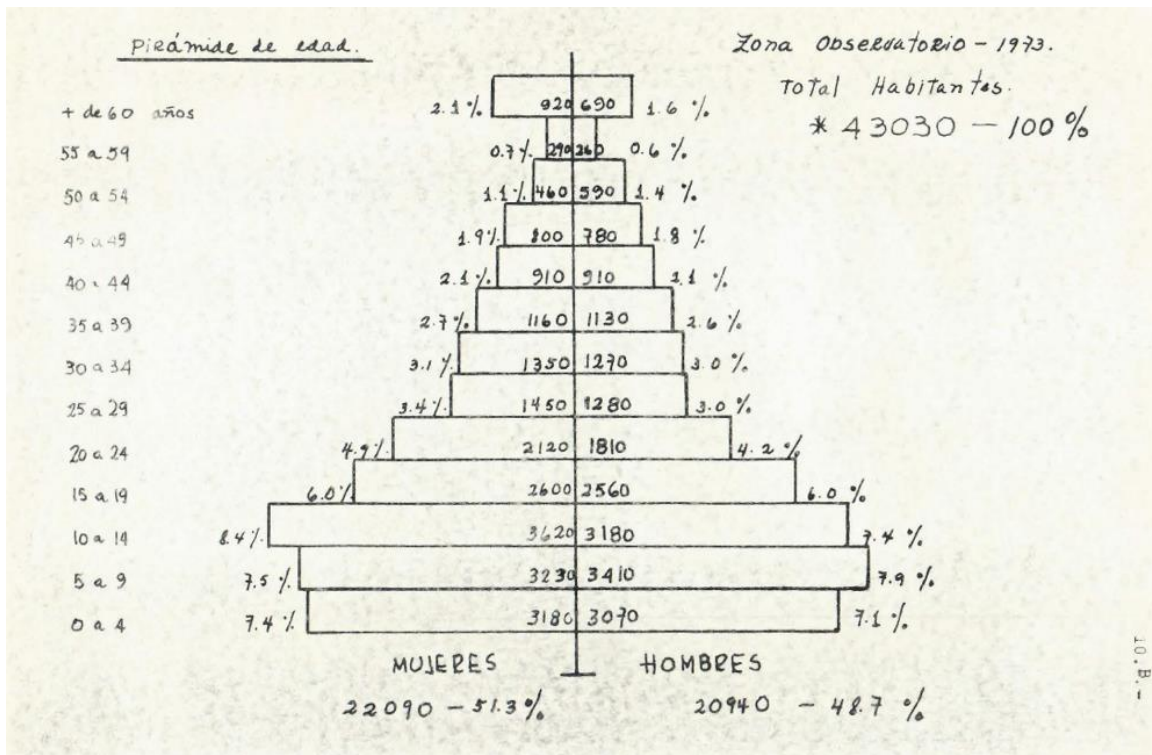 Pirámide de edad.
Zona Observatorio - 1973.
Total Habitantes.
* 43030 - 100 %
+ de 60 años 2.1 % 920 690 1.6 %
55 a 59 0.7 % 290 260 0.6 %
50 a 54 1.1 % 460 590 1.4 %
45 a 49 1.9 % 800 780 1.8 %
40 a 44 2.1 % 910 910 2.1 %
35 a 39 2.7 % 1160 1130 2.6 %
30 a 34 3.1 % 1350 1270 3.0 %
25 a 29 3.4 % 1450 1280 3.0 %
20 a 24 4.9 % 2120 1810 4.2 %
15 a 19 6.0 % 2600 2560 6.0 %
10 a 14 8.4 % 3620 3180 7.4 %
5 a 9 7.5 % 3230 3410 7.9 %
0 a 4 7.4 % 3180 3070 7.1 %
MUJERES HOMBRES
22090 - 51.3 % 20940 - 48.7 %
10.B.-